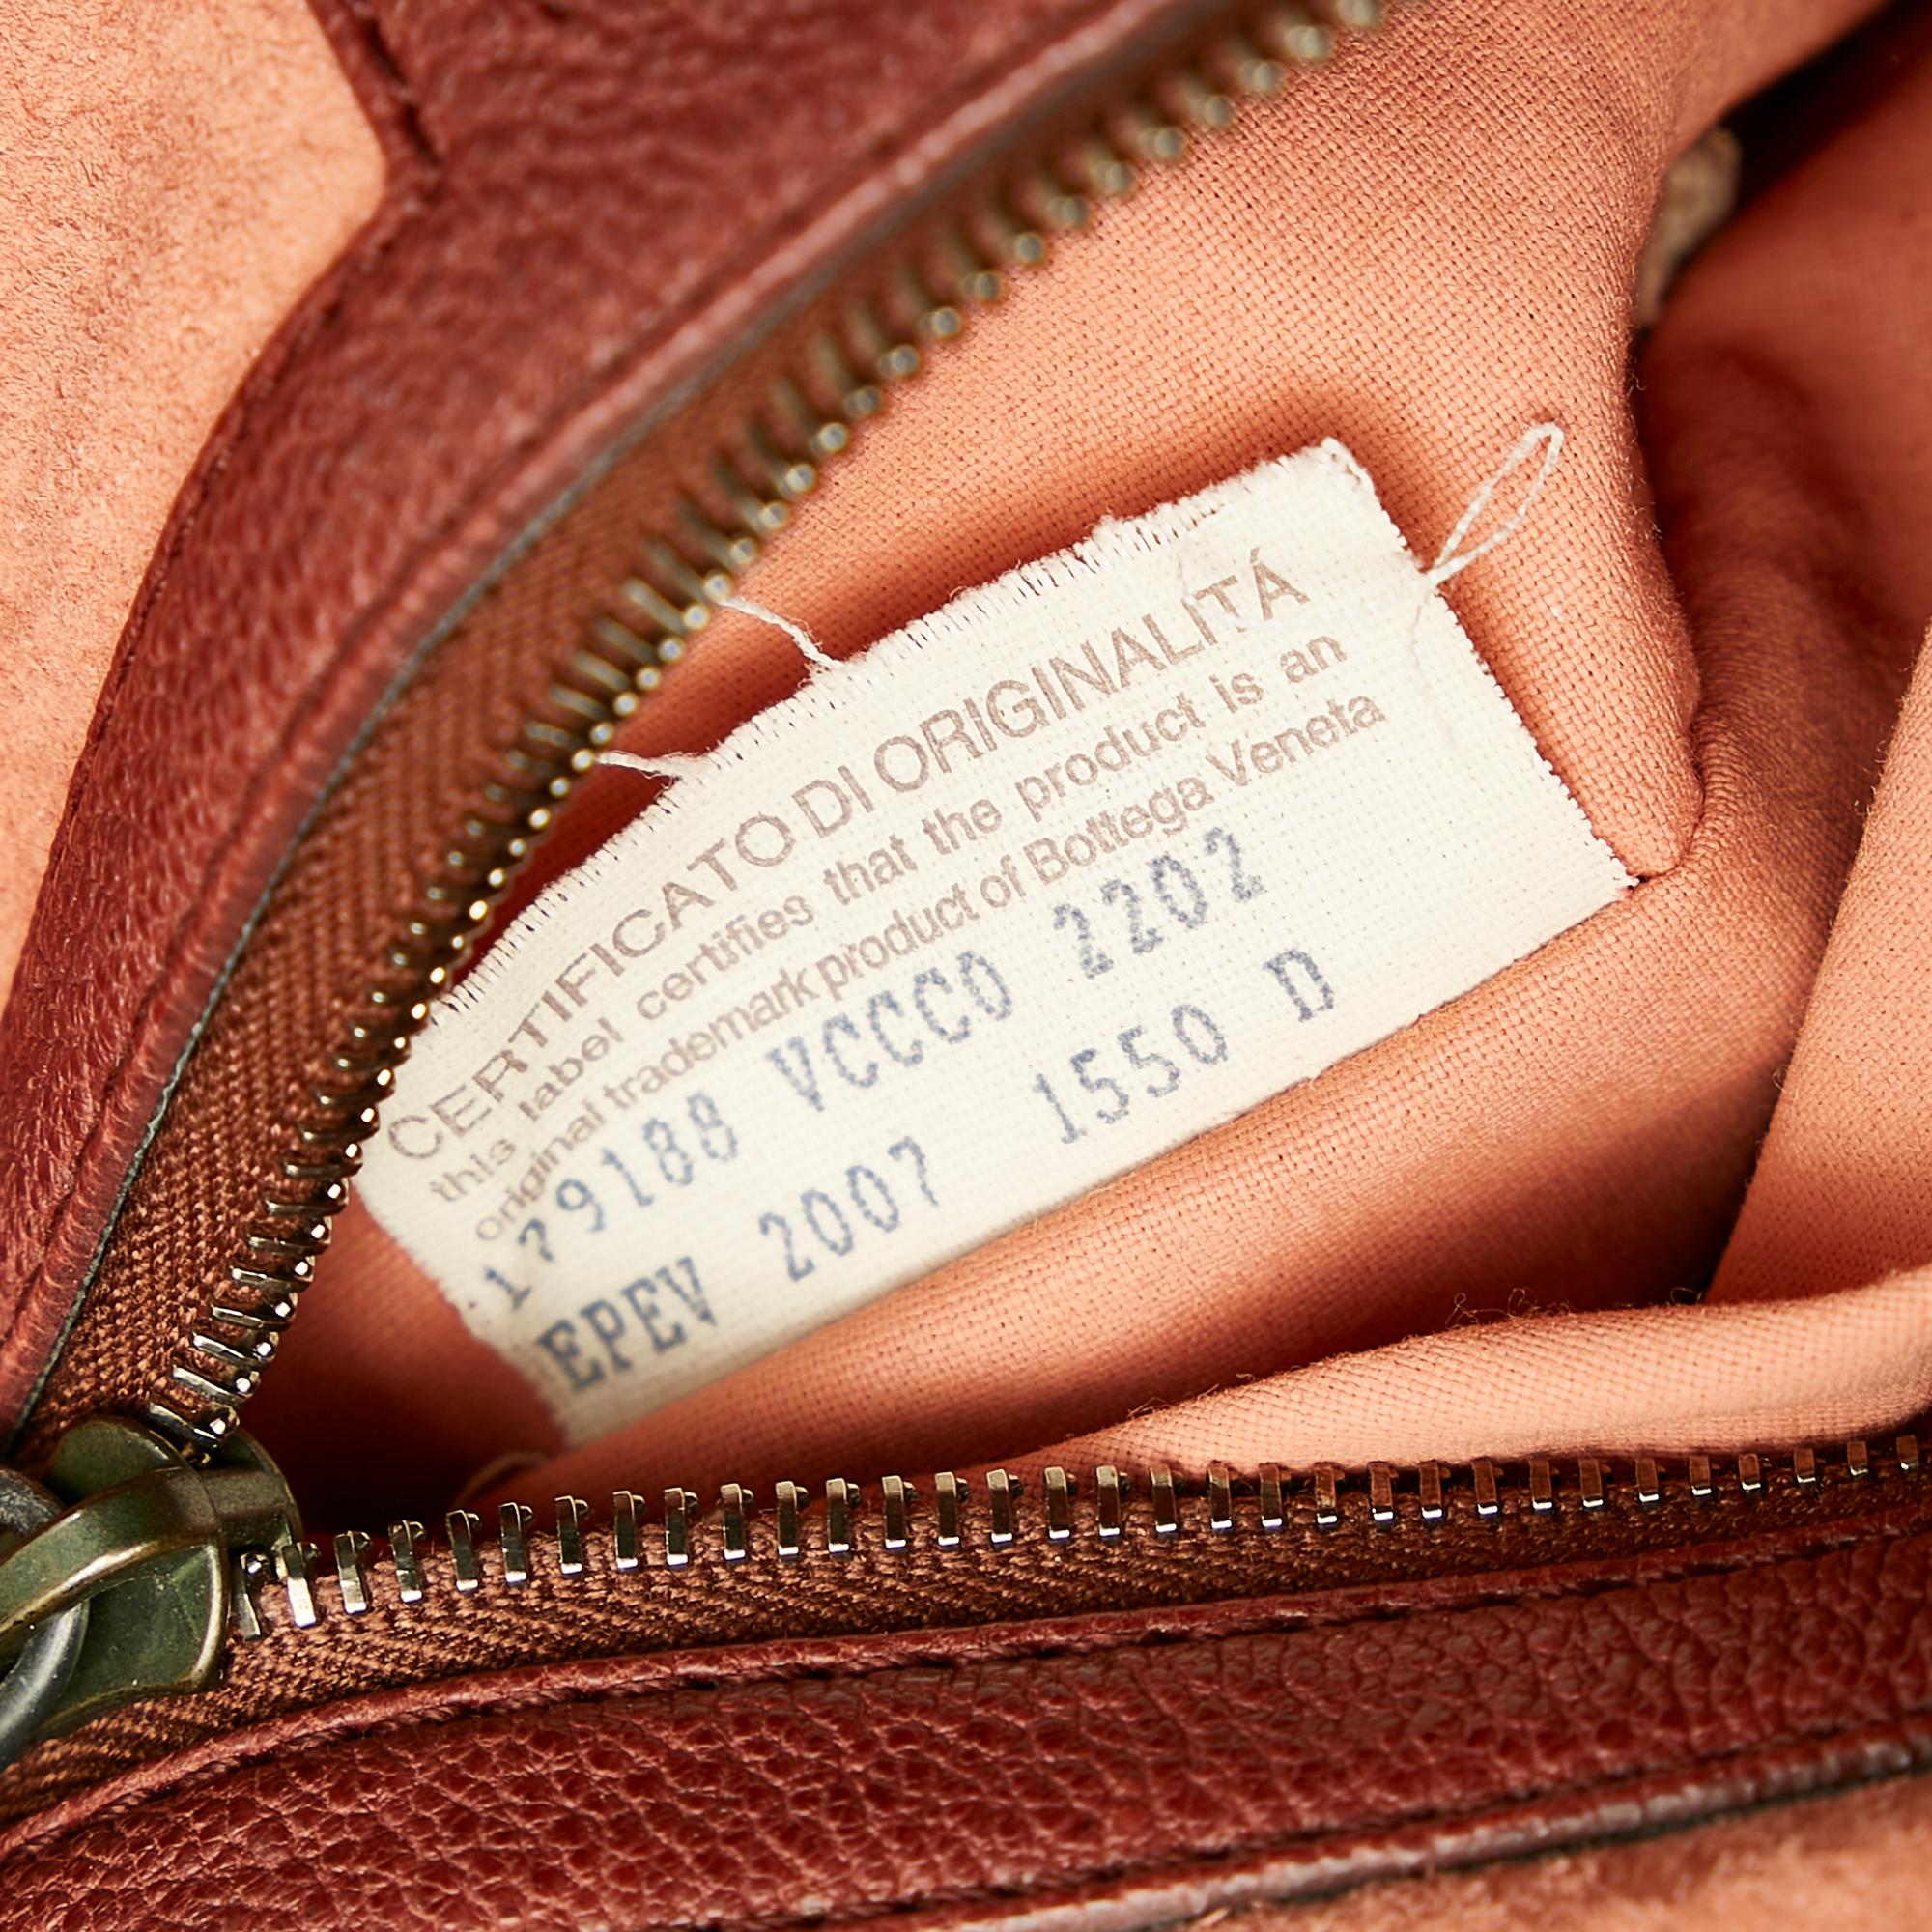 CERTIFICATO DI ORIGINALITÁ
this label certifies that the product is an
original trademark product of Bottega Veneta
179188 VCCC0 2202
EPEV 2007 1550 D